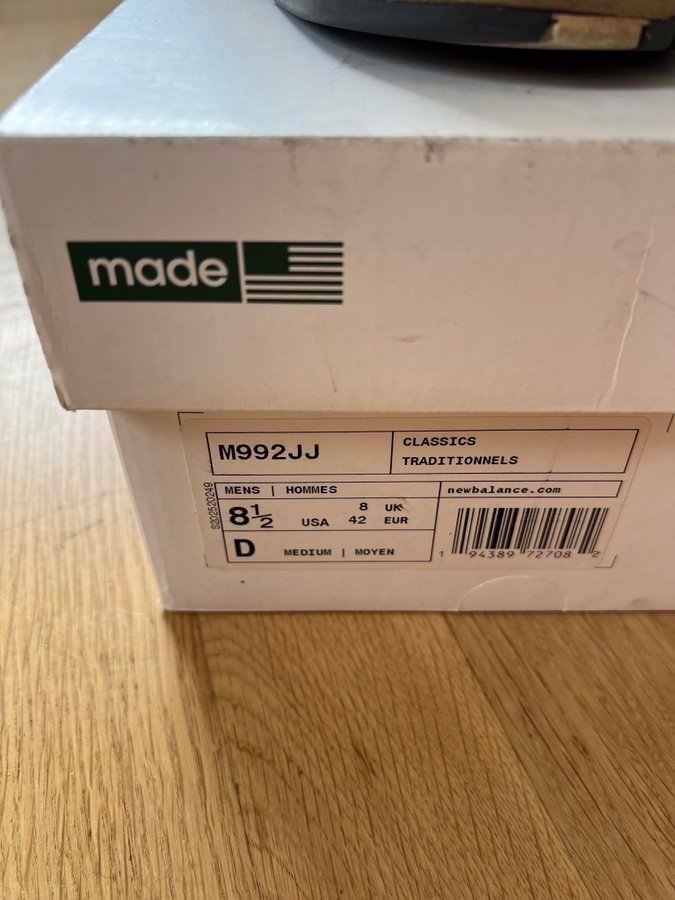 made
M992JJ
CLASSICS
TRADITIONNELS
MENS | HOMMES
newbalance.com
8½ USA
8 UK
42 EUR
D MEDIUM | MOYEN
S202520249
1 94389 72708 2